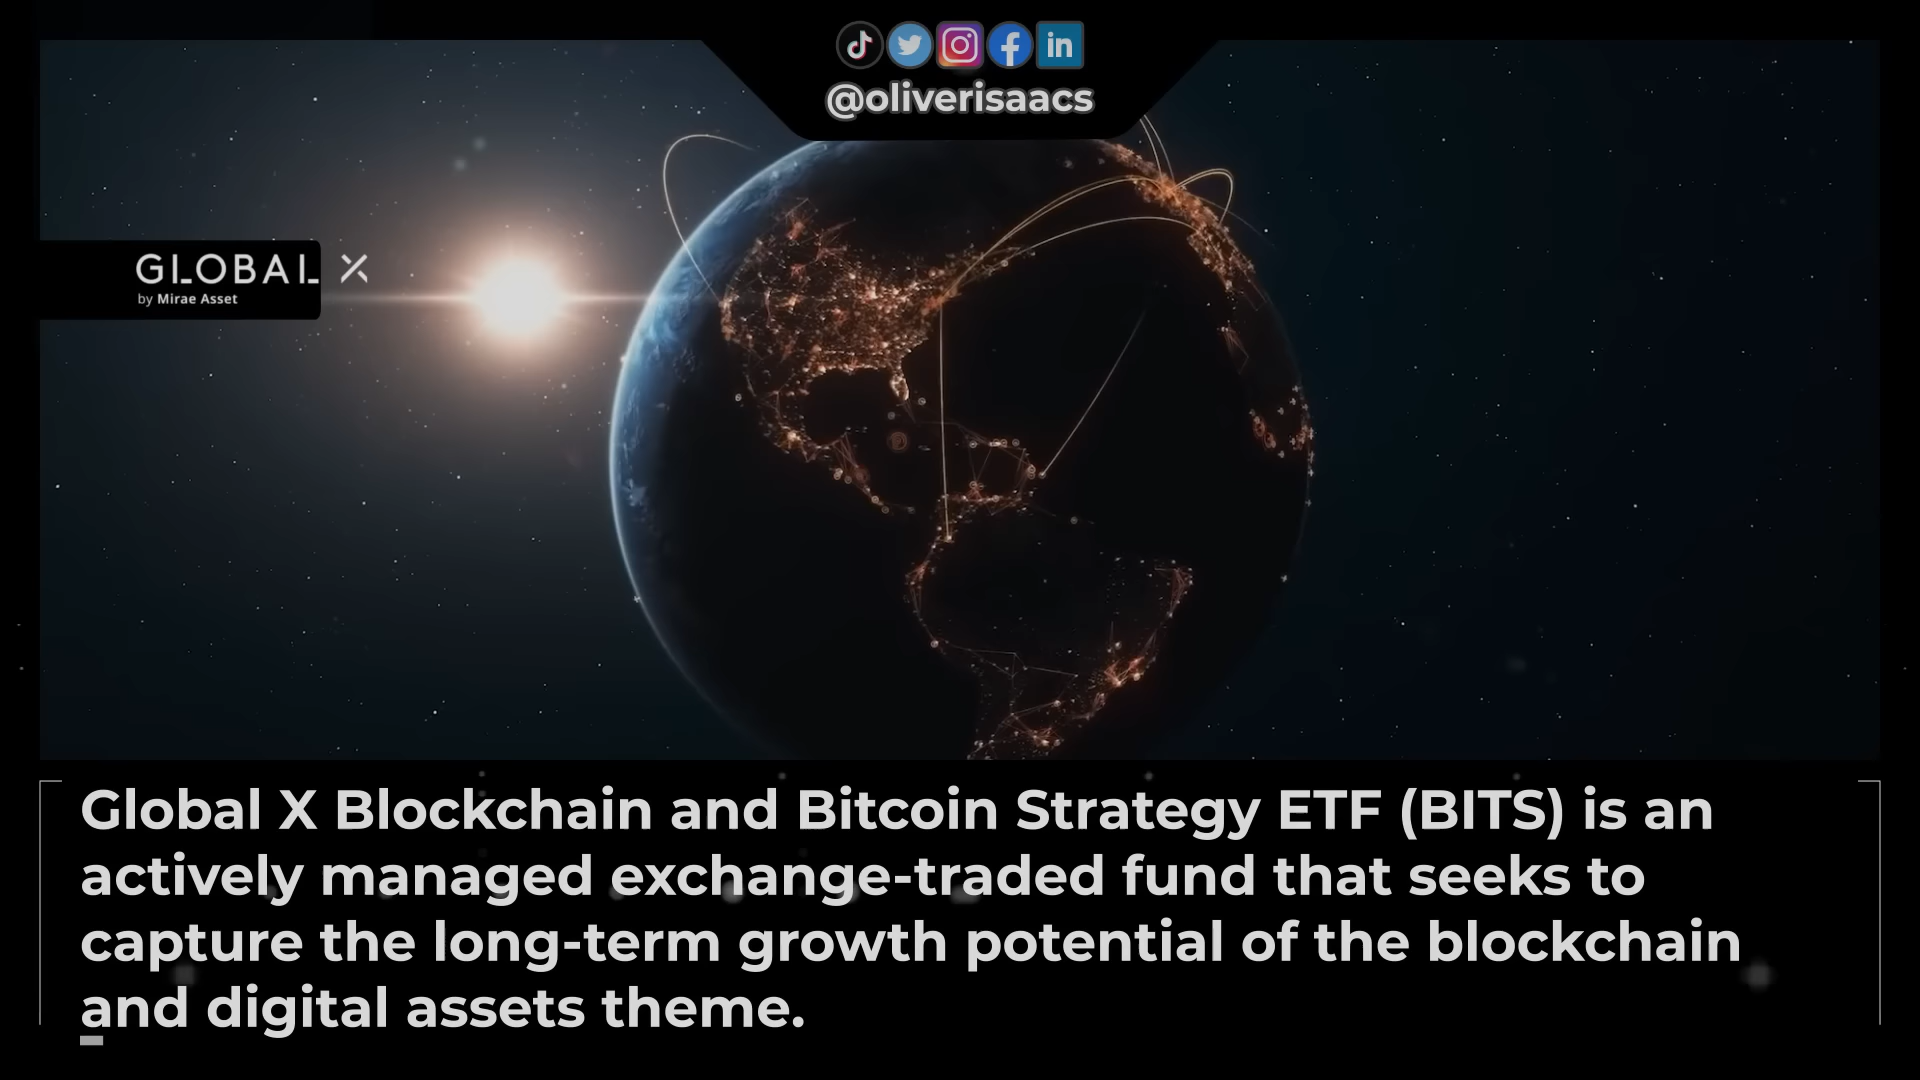 @oliverisaacs
GLOBAL X
by Mirae Asset
Global X Blockchain and Bitcoin Strategy ETF (BITS) is an
actively managed exchange-traded fund that seeks to
capture the long-term growth potential of the blockchain
and digital assets theme.